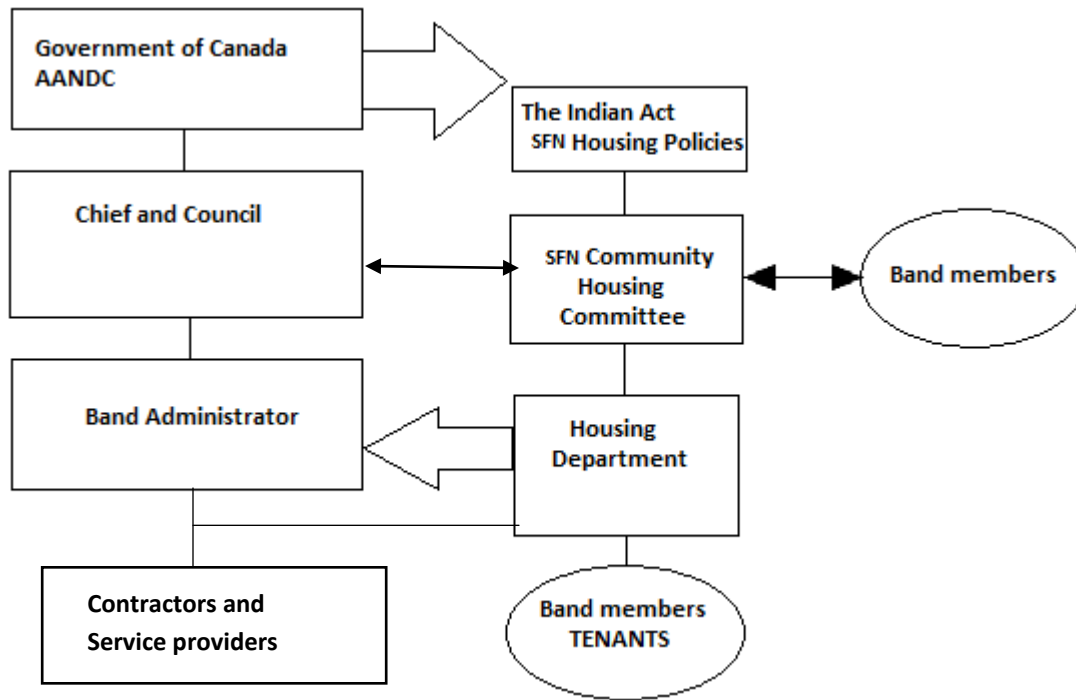 Government of Canada
AANDC
The Indian Act
SFN Housing Policies
Chief and Council
SFN Community
Housing
Committee
Band members
Band Administrator
Housing
Department
Contractors and
Service providers
Band members
TENANTS